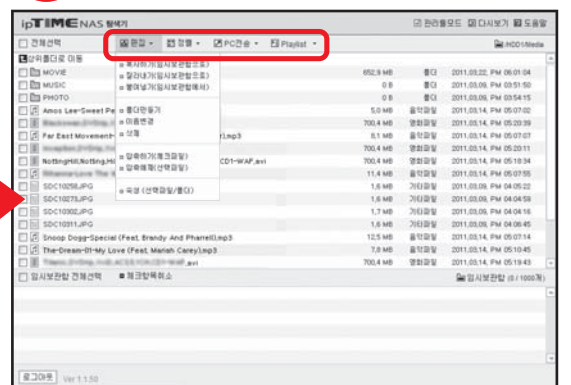 ipTIME NAS 탐색기 관리툴모드 다시보기 도움말
전체선택 편집 정렬 PC전송 Playlist HDD1/Media
상위폴더로 이동
MOVIE 652,9 MB 폴더 2011,03,22, PM 06:01:04
MUSIC 0 B 폴더 2011,03,09, PM 03:51:50
PHOTO 0 B 폴더 2011,03,09, PM 03:54:15
Amos Lee-Sweet Pe 5,0 MB 음악파일 2011,03,14, PM 05:07:02
700,4 MB 영화파일 2011,03,14, PM 05:20:39
Far East Movement- ).mp3 8,1 MB 음악파일 2011,03,14, PM 05:07:07
700,4 MB 영화파일 2011,03,14, PM 05:20:11
NottingHill,Notting,Hi CD1-WAF,avi 700,4 MB 영화파일 2011,03,14, PM 05:18:34
11,4 MB 음악파일 2011,03,14, PM 05:07:55
SDC10258,JPG 1,6 MB 기타파일 2011,03,09, PM 04:05:22
SDC10273,JPG 1,6 MB 기타파일 2011,03,09, PM 04:04:58
SDC10302,JPG 1,7 MB 기타파일 2011,03,09, PM 04:04:16
SDC10311,JPG 1,6 MB 기타파일 2011,03,09, PM 04:06:45
Snoop Dogg-Special (Feat, Brandy And Pharrell),mp3 12,5 MB 음악파일 2011,03,14, PM 05:07:14
The-Dream-01-My Love (Feat, Mariah Carey),mp3 7,8 MB 음악파일 2011,03,14, PM 05:10:45
,avi 700,4 MB 영화파일 2011,03,14, PM 05:19:43
복사하기(임시보관함으로)
잘라내기(임시보관함으로)
붙여넣기(임시보관함에서)
폴더만들기
이름변경
삭제
압축하기(체크파일)
압축해제(선택파일)
속성 (선택파일/폴더)
임시보관함 전체선택 체크항목취소 임시보관함 (0 / 1000개)
로그아웃 Ver 1.1.58